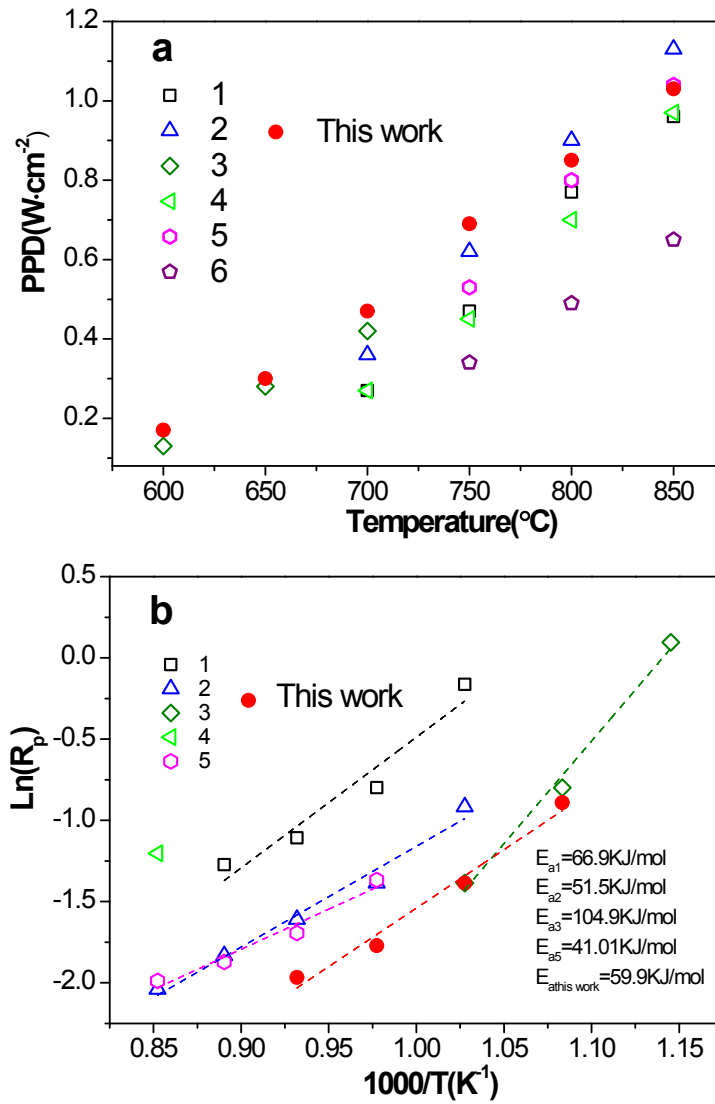 a
1
2
3
4
5
6
This work
PPD(W·cm-2)
1.2
1.0
0.8
0.6
0.4
0.2
600 650 700 750 800 850
Temperature(°C)
b
1
2
3
4
5
This work
Ln(Rp)
0.5
0.0
-0.5
-1.0
-1.5
-2.0
Ea1=66.9KJ/mol
Ea2=51.5KJ/mol
Ea3=104.9KJ/mol
Ea5=41.01KJ/mol
Eathis work=59.9KJ/mol
0.85 0.90 0.95 1.00 1.05 1.10 1.15
1000/T(K-1)